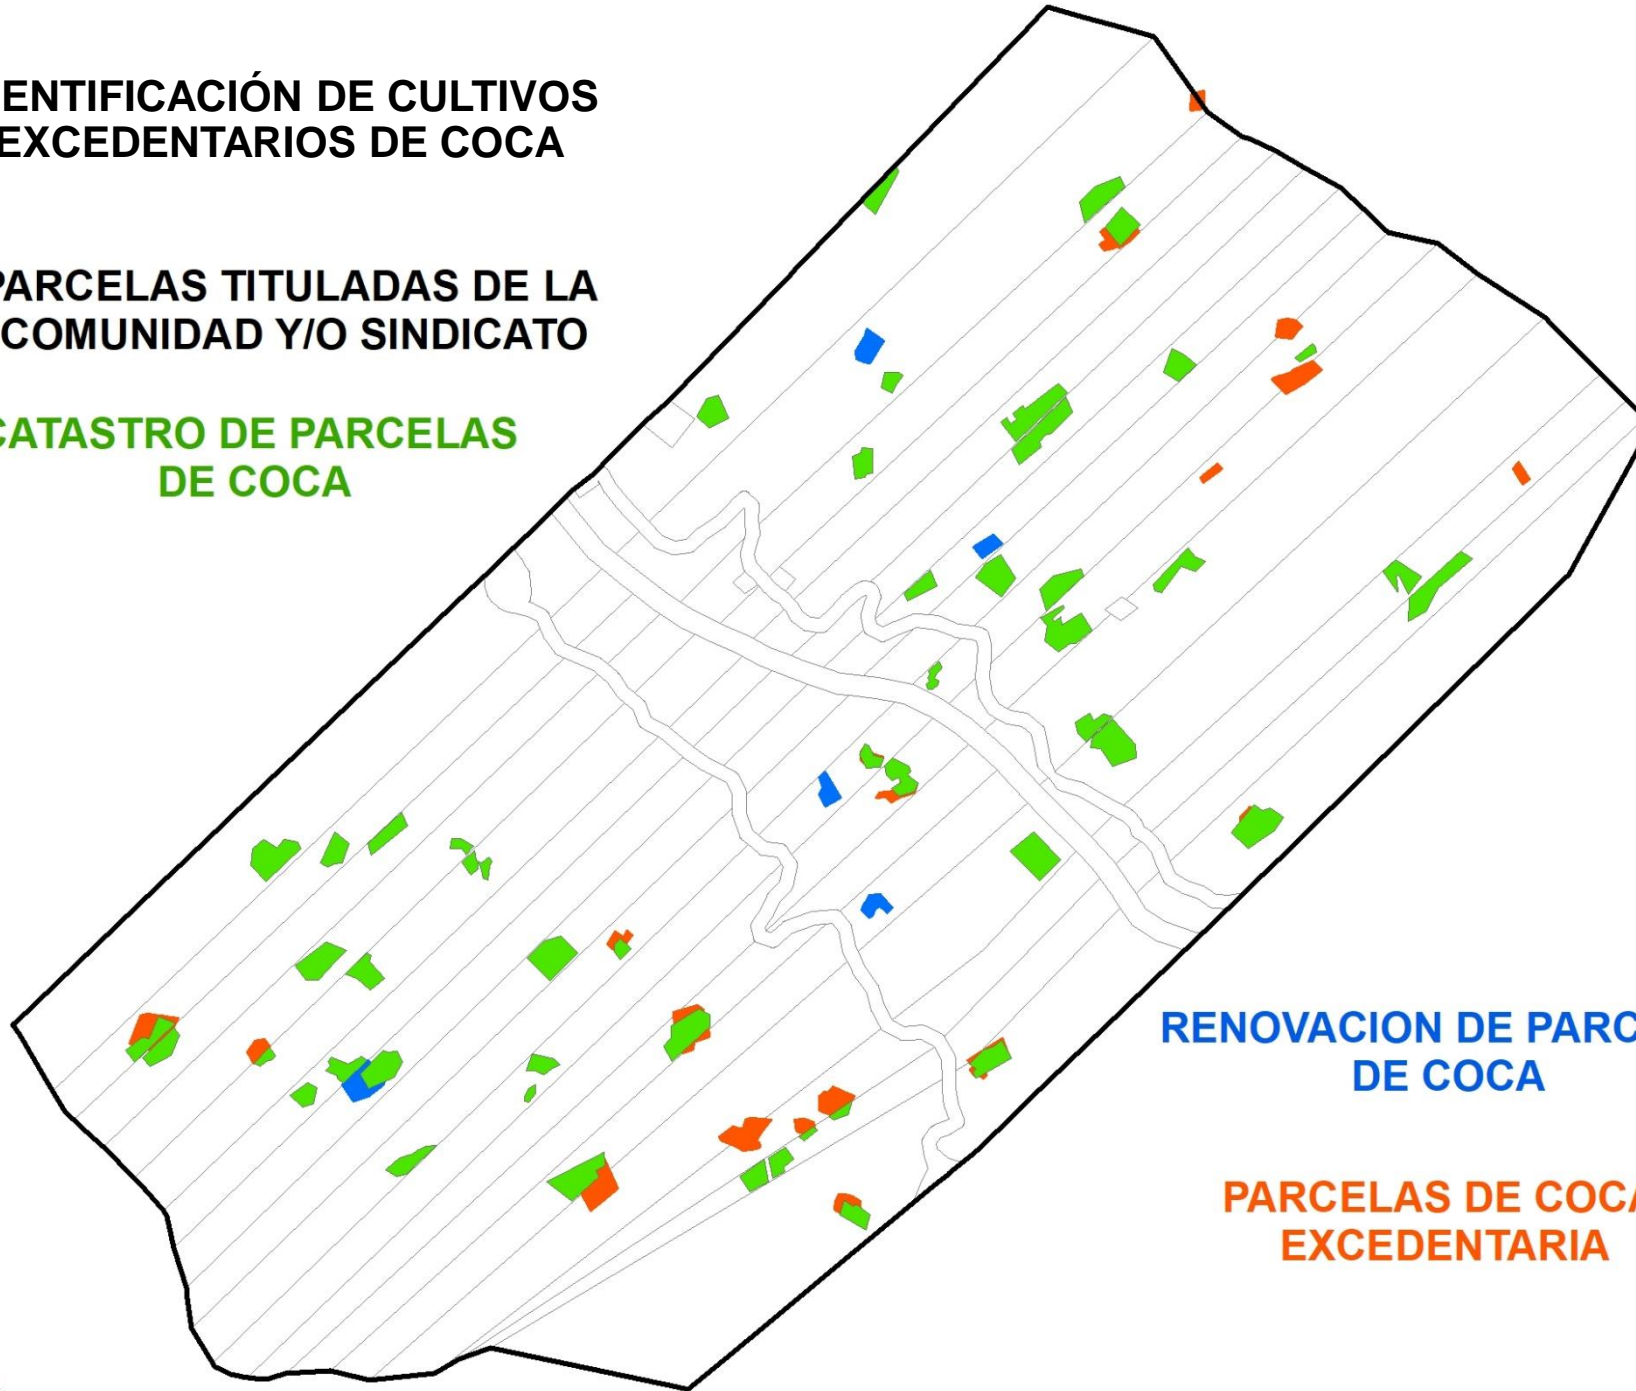 ENTIFICACIÓN DE CULTIVOS
EXCEDENTARIOS DE COCA
PARCELAS TITULADAS DE LA
COMUNIDAD Y/O SINDICATO
CATASTRO DE PARCELAS
DE COCA
RENOVACION DE PARC
DE COCA
PARCELAS DE COCA
EXCEDENTARIA